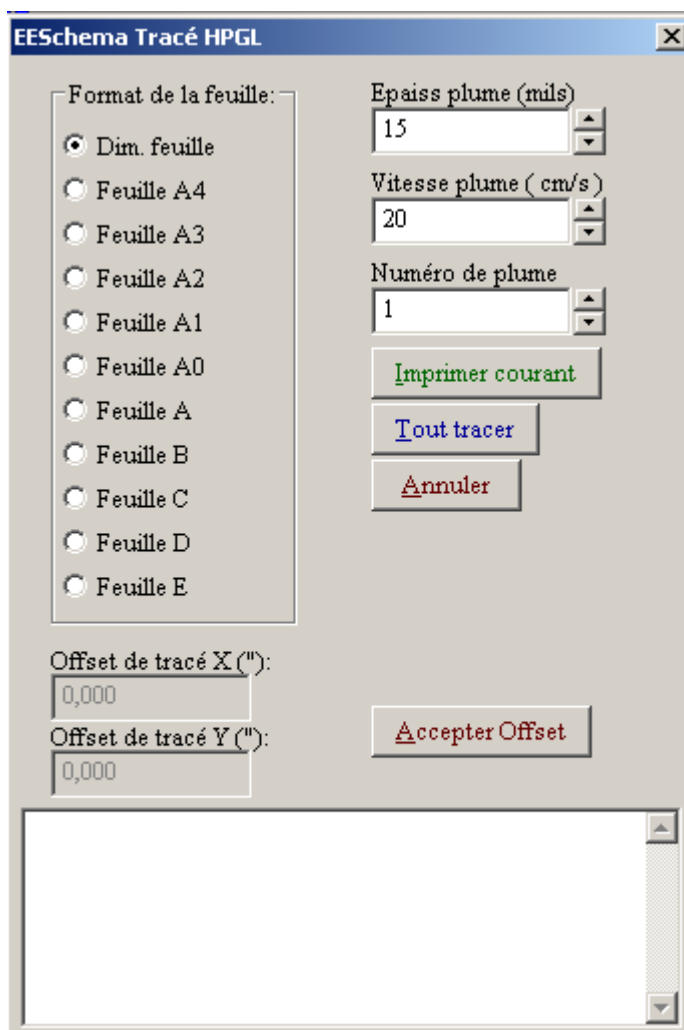 EESchema Tracé HPGL
Format de la feuille:
Dim. feuille
Feuille A4
Feuille A3
Feuille A2
Feuille A1
Feuille A0
Feuille A
Feuille B
Feuille C
Feuille D
Feuille E
Epaiss plume (mils)
15
Vitesse plume ( cm/s )
20
Numéro de plume
1
Imprimer courant
Tout tracer
Annuler
Offset de tracé X ("):
0,000
Offset de tracé Y ("):
0,000
Accepter Offset